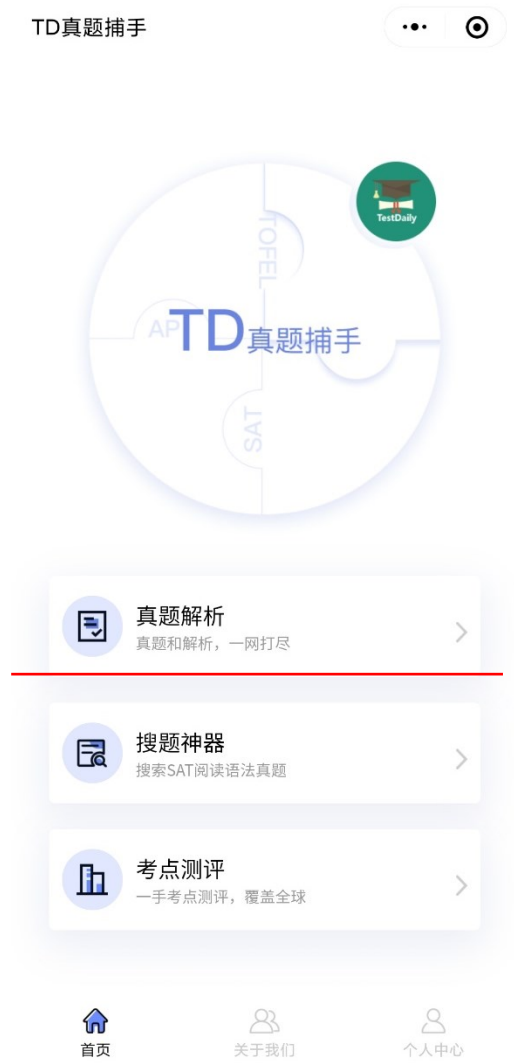 TD真题捕手
TestDaily
TOFEL
AP
TD真题捕手
SAT
真题解析
真题和解析，一网打尽
搜题神器
搜索SAT阅读语法真题
考点测评
一手考点测评，覆盖全球
首页
关于我们
个人中心